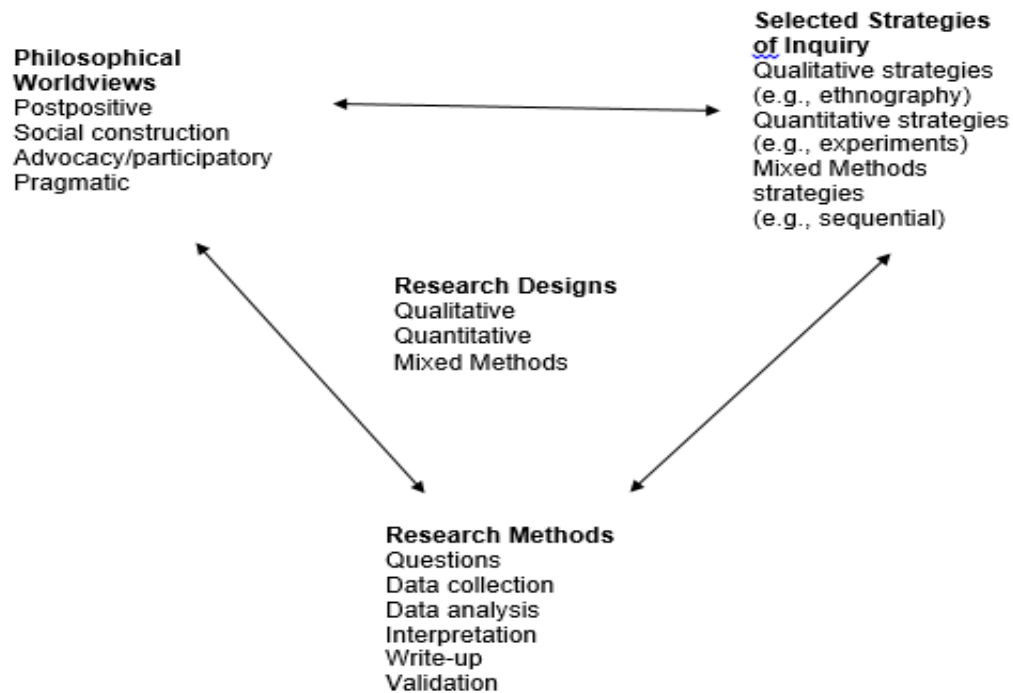 Philosophical
Worldviews
Postpositive
Social construction
Advocacy/participatory
Pragmatic
Selected Strategies
of Inquiry
Qualitative strategies
(e.g., ethnography)
Quantitative strategies
(e.g., experiments)
Mixed Methods
strategies
(e.g., sequential)
Research Designs
Qualitative
Quantitative
Mixed Methods
Research Methods
Questions
Data collection
Data analysis
Interpretation
Write-up
Validation